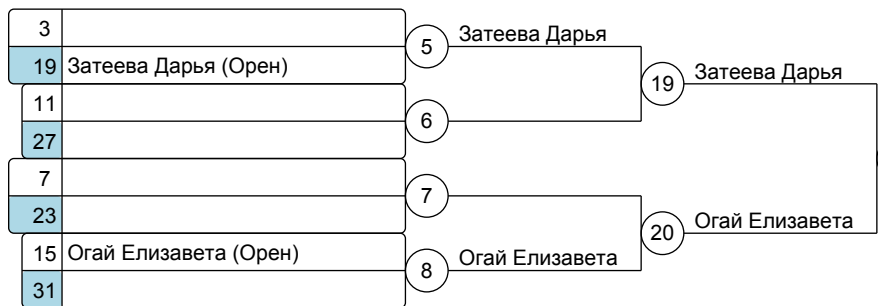 3
19 Затеева Дарья (Орен)
5 Затеева Дарья
19 Затеева Дарья
11
27
6
7
23
7
20 Огай Елизавета
15 Огай Елизавета (Орен)
31
8 Огай Елизавета